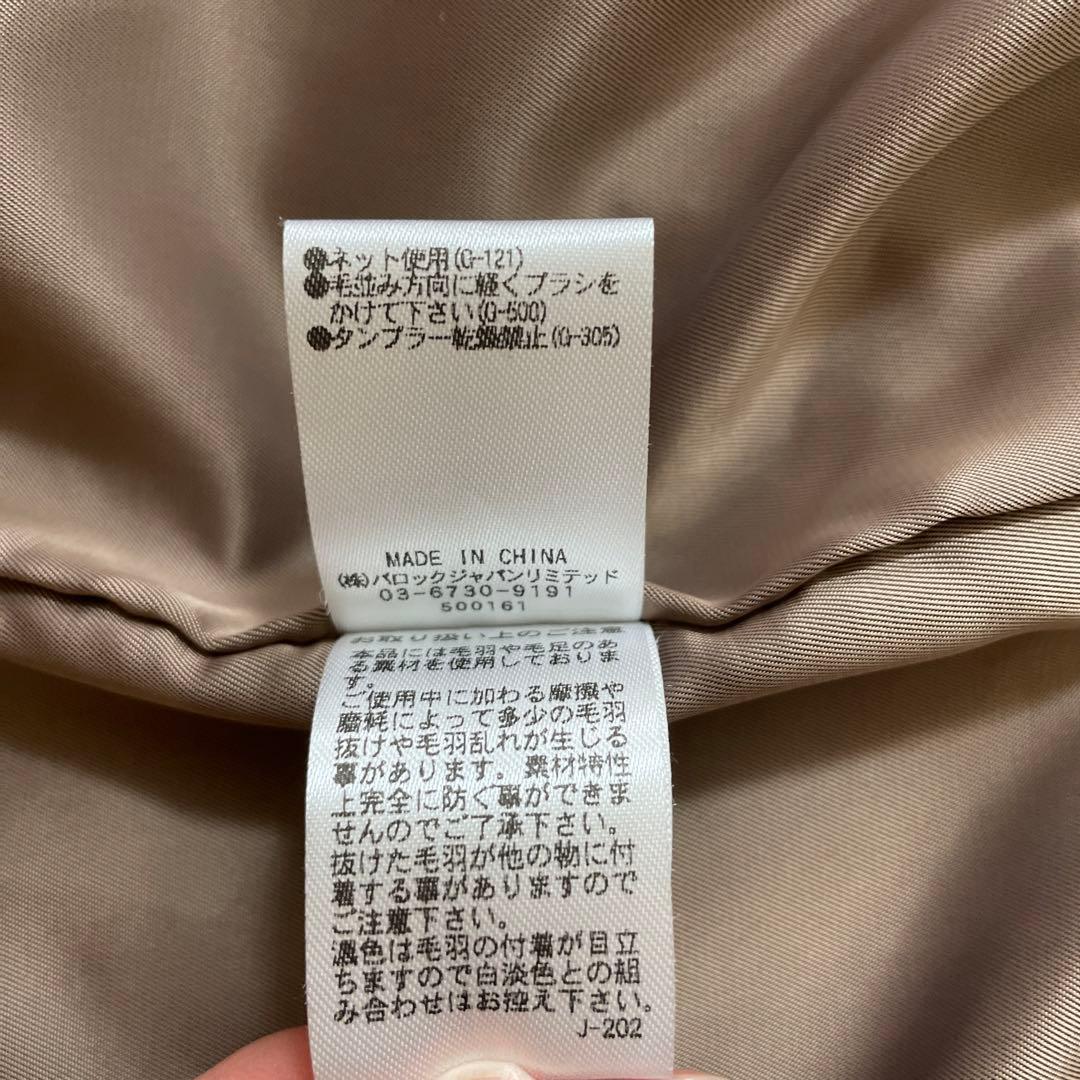 ●ネット使用(G-121)
●毛並み方向に軽くブラシを
かけて下さい(G-500)
●タンブラー乾燥禁止(G-305)
MADE IN CHINA
(株)バロックジャパンリミテッド
03-6730-9191
500161
お取り扱い上のご注意
本品には毛羽や毛足のあ
る素材を使用しておりま
す。
ご使用中に加わる摩擦や
磨耗によって多少の毛羽
抜けや毛羽乱れが生じる
事があります。素材特性
上完全に防ぐ事ができま
せんのでご了承下さい。
抜けた毛羽が他の物に付
着する事がありますので
ご注意下さい。
濃色は毛羽の付着が目立
ちますので白淡色との組
み合わせはお控え下さい。
J-202